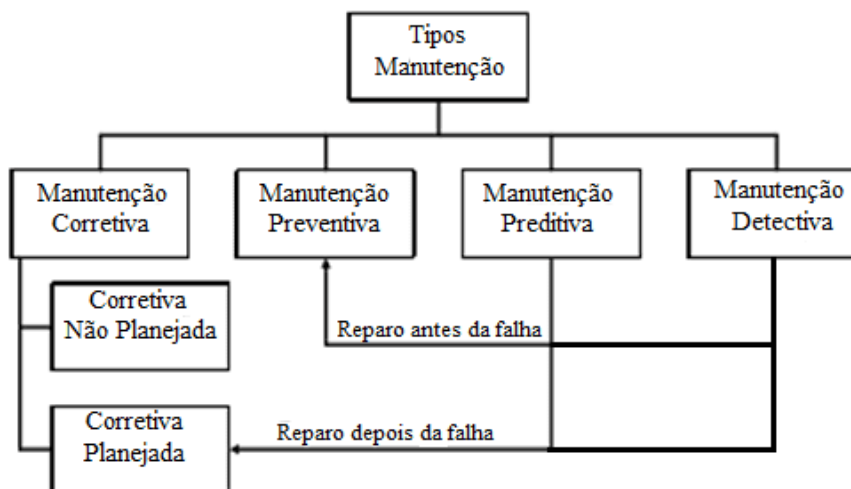 Tipos
Manutenção
Manutenção
Corretiva
Manutenção
Preventiva
Manutenção
Preditiva
Manutenção
Detectiva
Corretiva
Não Planejada
Reparo antes da falha
Corretiva
Planejada
Reparo depois da falha